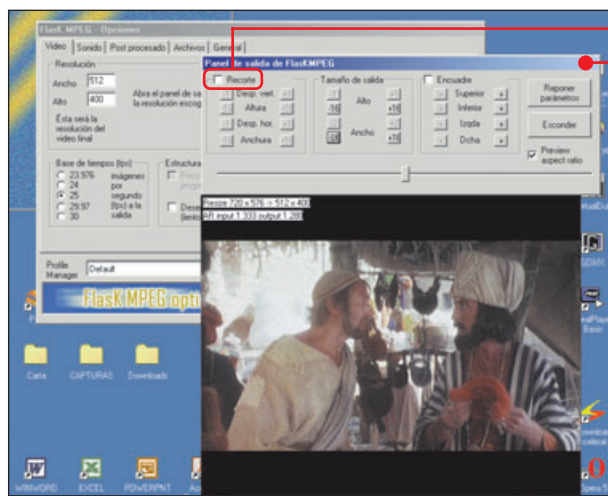 FlasK MPEG - Opciones
Video
Sonido
Post procesado
Archivos
General
Resolución
Ancho 512
Alto 400
Abra el panel de sa
la resolución escog
Ésta será la
resolución del
video final
Base de tiempos (fps)
23.976
24
25
29.97
30
imágenes
por
segundo
(fps) a la
salida
Estructura
Profile
Manager
Default
FlasK MPEG opti
Panel de salida de FlasKMPEG
Recorte
Desp. vert.
Altura
Desp. hor.
Anchura
Tamaño de salida
Alto
-16 +16
Ancho
-16 +16
Encuadre
- Superior +
- Inferior +
- Izqda +
- Dcha +
Reponer
parámetros
Esconder
Preview
aspect ratio
Resize 720 x 576 -> 512 x 400
AR input 1.333 output 1.280
Carta
CAPTURAS
Downloads
WINWORD
EXCEL
POWERPNT
Basic
Opera